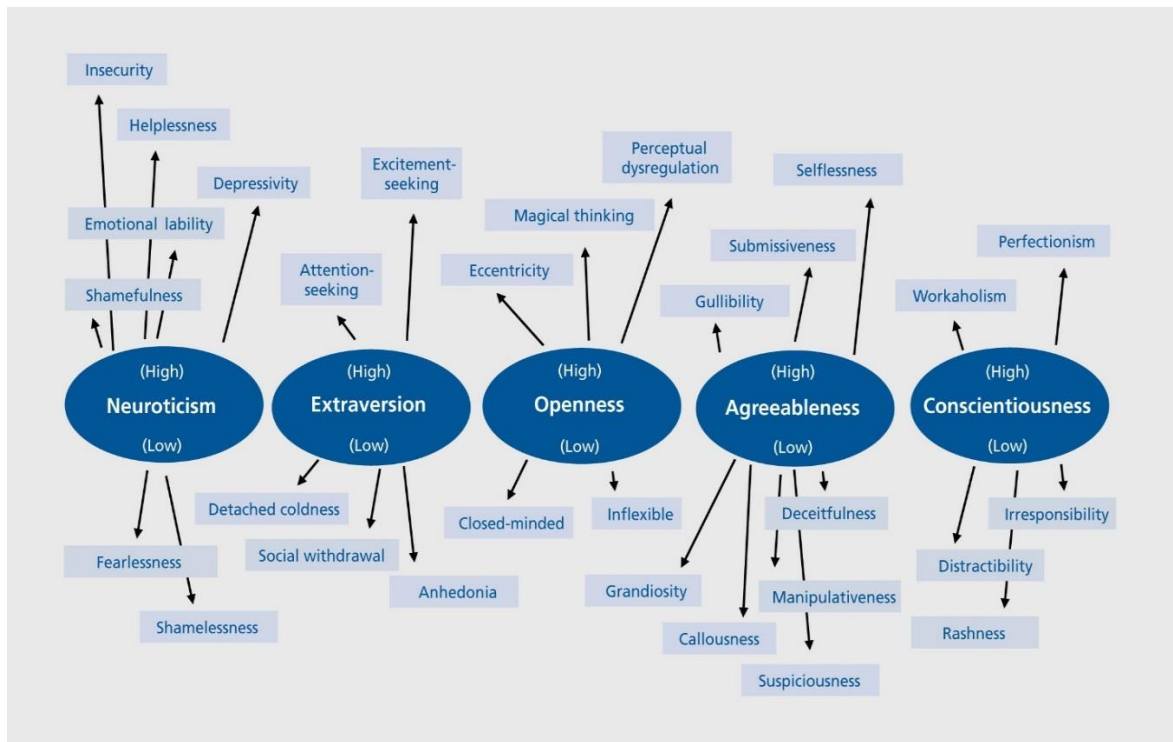 Insecurity
Helplessness
Depressivity
Emotional lability
Shamefulness
Excitement-
seeking
Attention-
seeking
Perceptual
dysregulation
Magical thinking
Eccentricity
Selflessness
Submissiveness
Gullibility
Perfectionism
Workaholism
(High)
Neuroticism
(Low)
(High)
Extraversion
(Low)
(High)
Openness
(Low)
(High)
Agreeableness
(Low)
(High)
Conscientiousness
(Low)
Fearlessness
Shamelessness
Detached coldness
Social withdrawal
Anhedonia
Closed-minded
Inflexible
Deceitfulness
Grandiosity
Manipulativeness
Callousness
Suspiciousness
Irresponsibility
Distractibility
Rashness